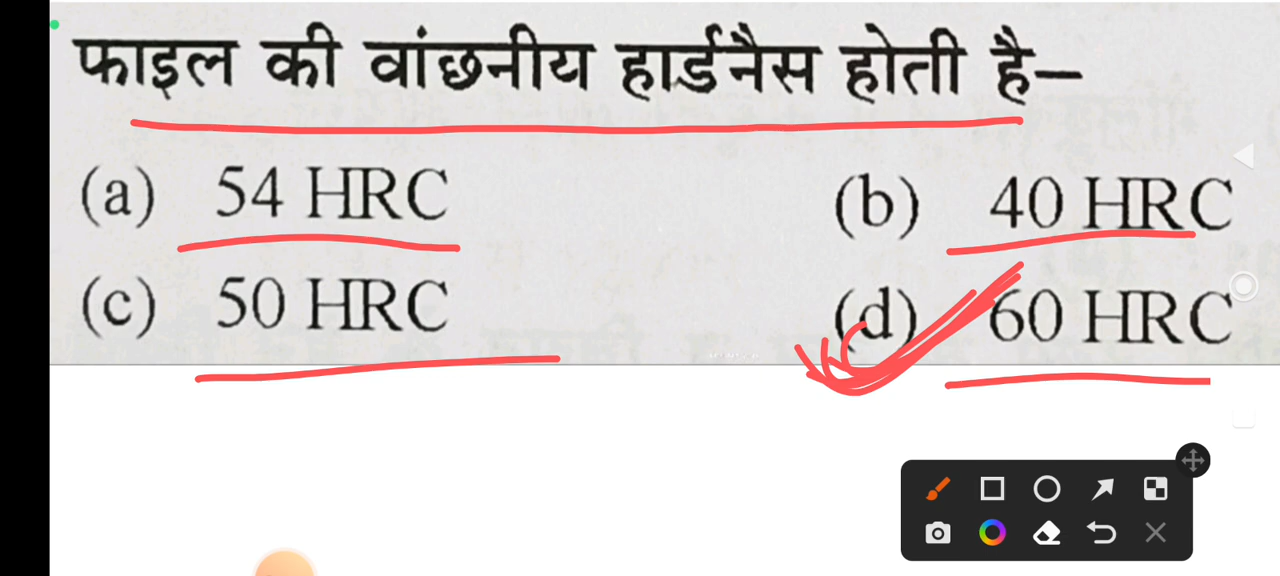 फाइल की वांछनीय हार्डनैस होती है—
(a) 54 HRC (b) 40 HRC
(c) 50 HRC (d) 60 HRC